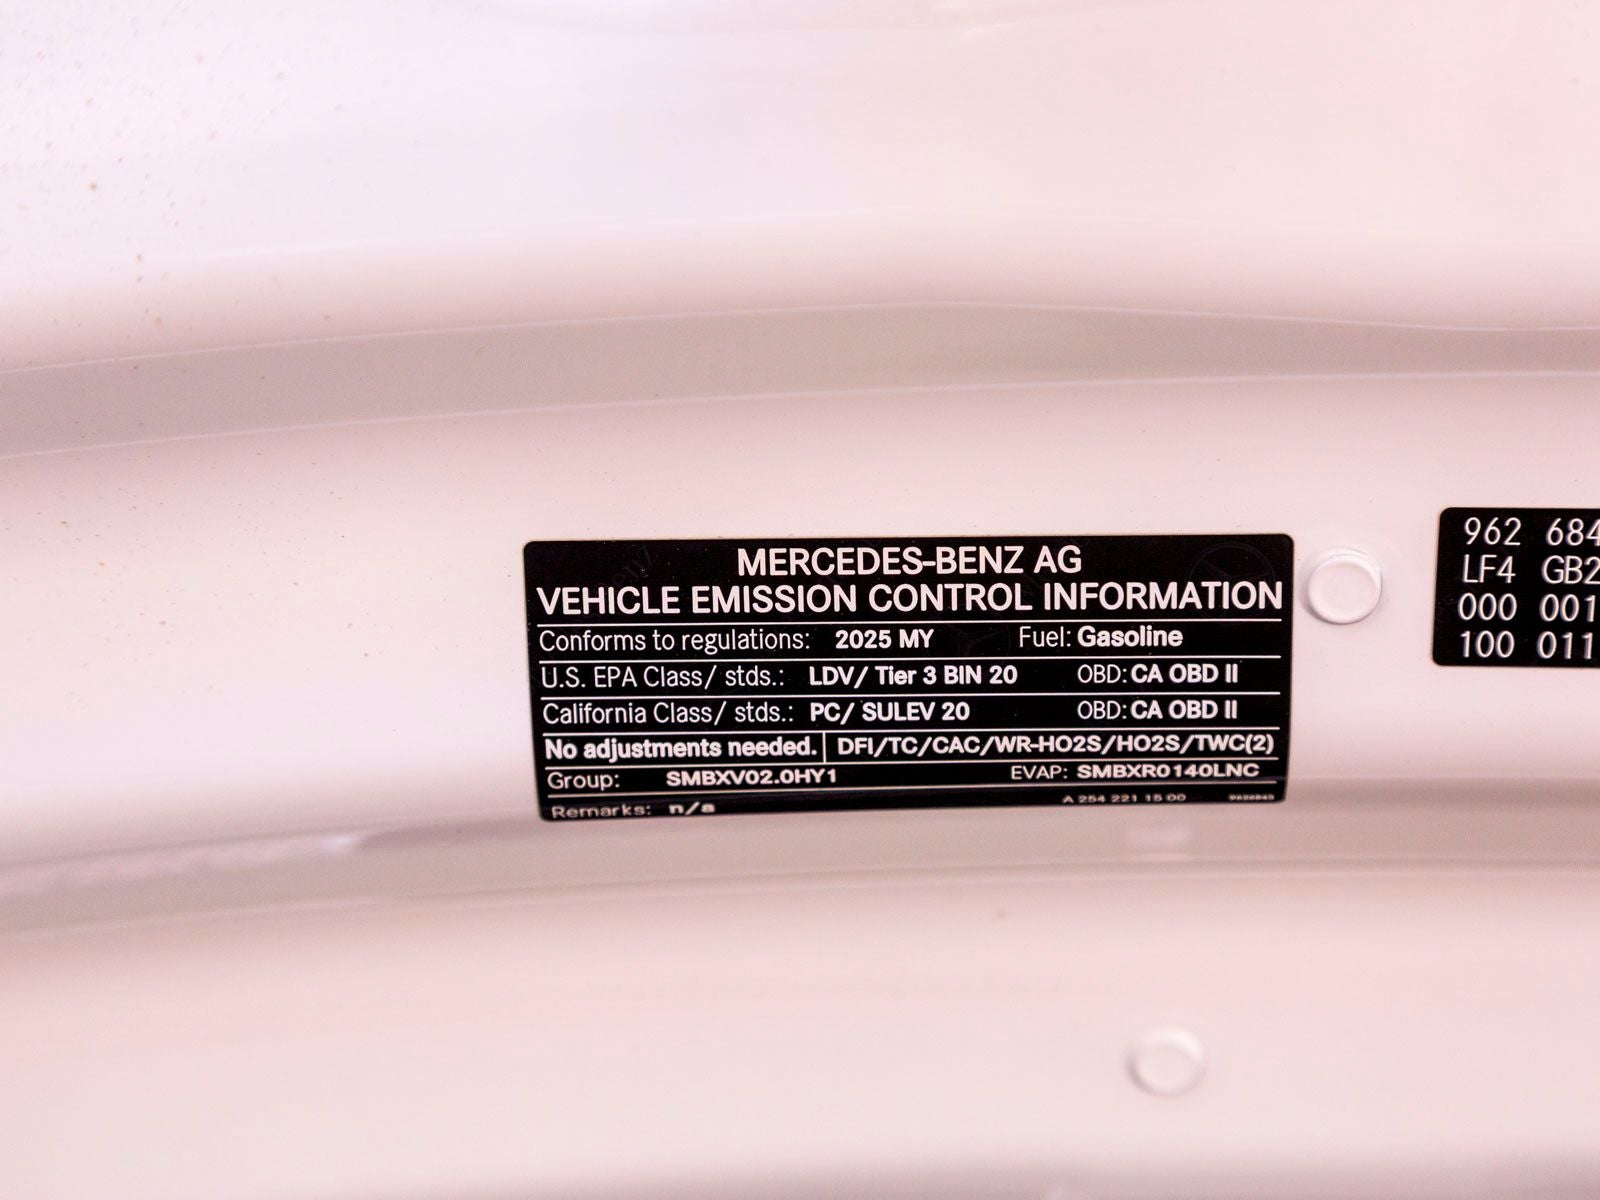 MERCEDES-BENZ AG
VEHICLE EMISSION CONTROL INFORMATION
Conforms to regulations: 2025 MY Fuel: Gasoline
U.S. EPA Class/ stds.: LDV/ Tier 3 BIN 20 OBD: CA OBD II
California Class/ stds.: PC/ SULEV 20 OBD: CA OBD II
No adjustments needed. DFI/TC/CAC/WR-HO2S/HO2S/TWC(2)
Group: SMBXV02.0HY1 EVAP: SMBXR0140LNC
Remarks: n/a A 254 221 15 00
962 684
LF4 GB2
000 001
100 011